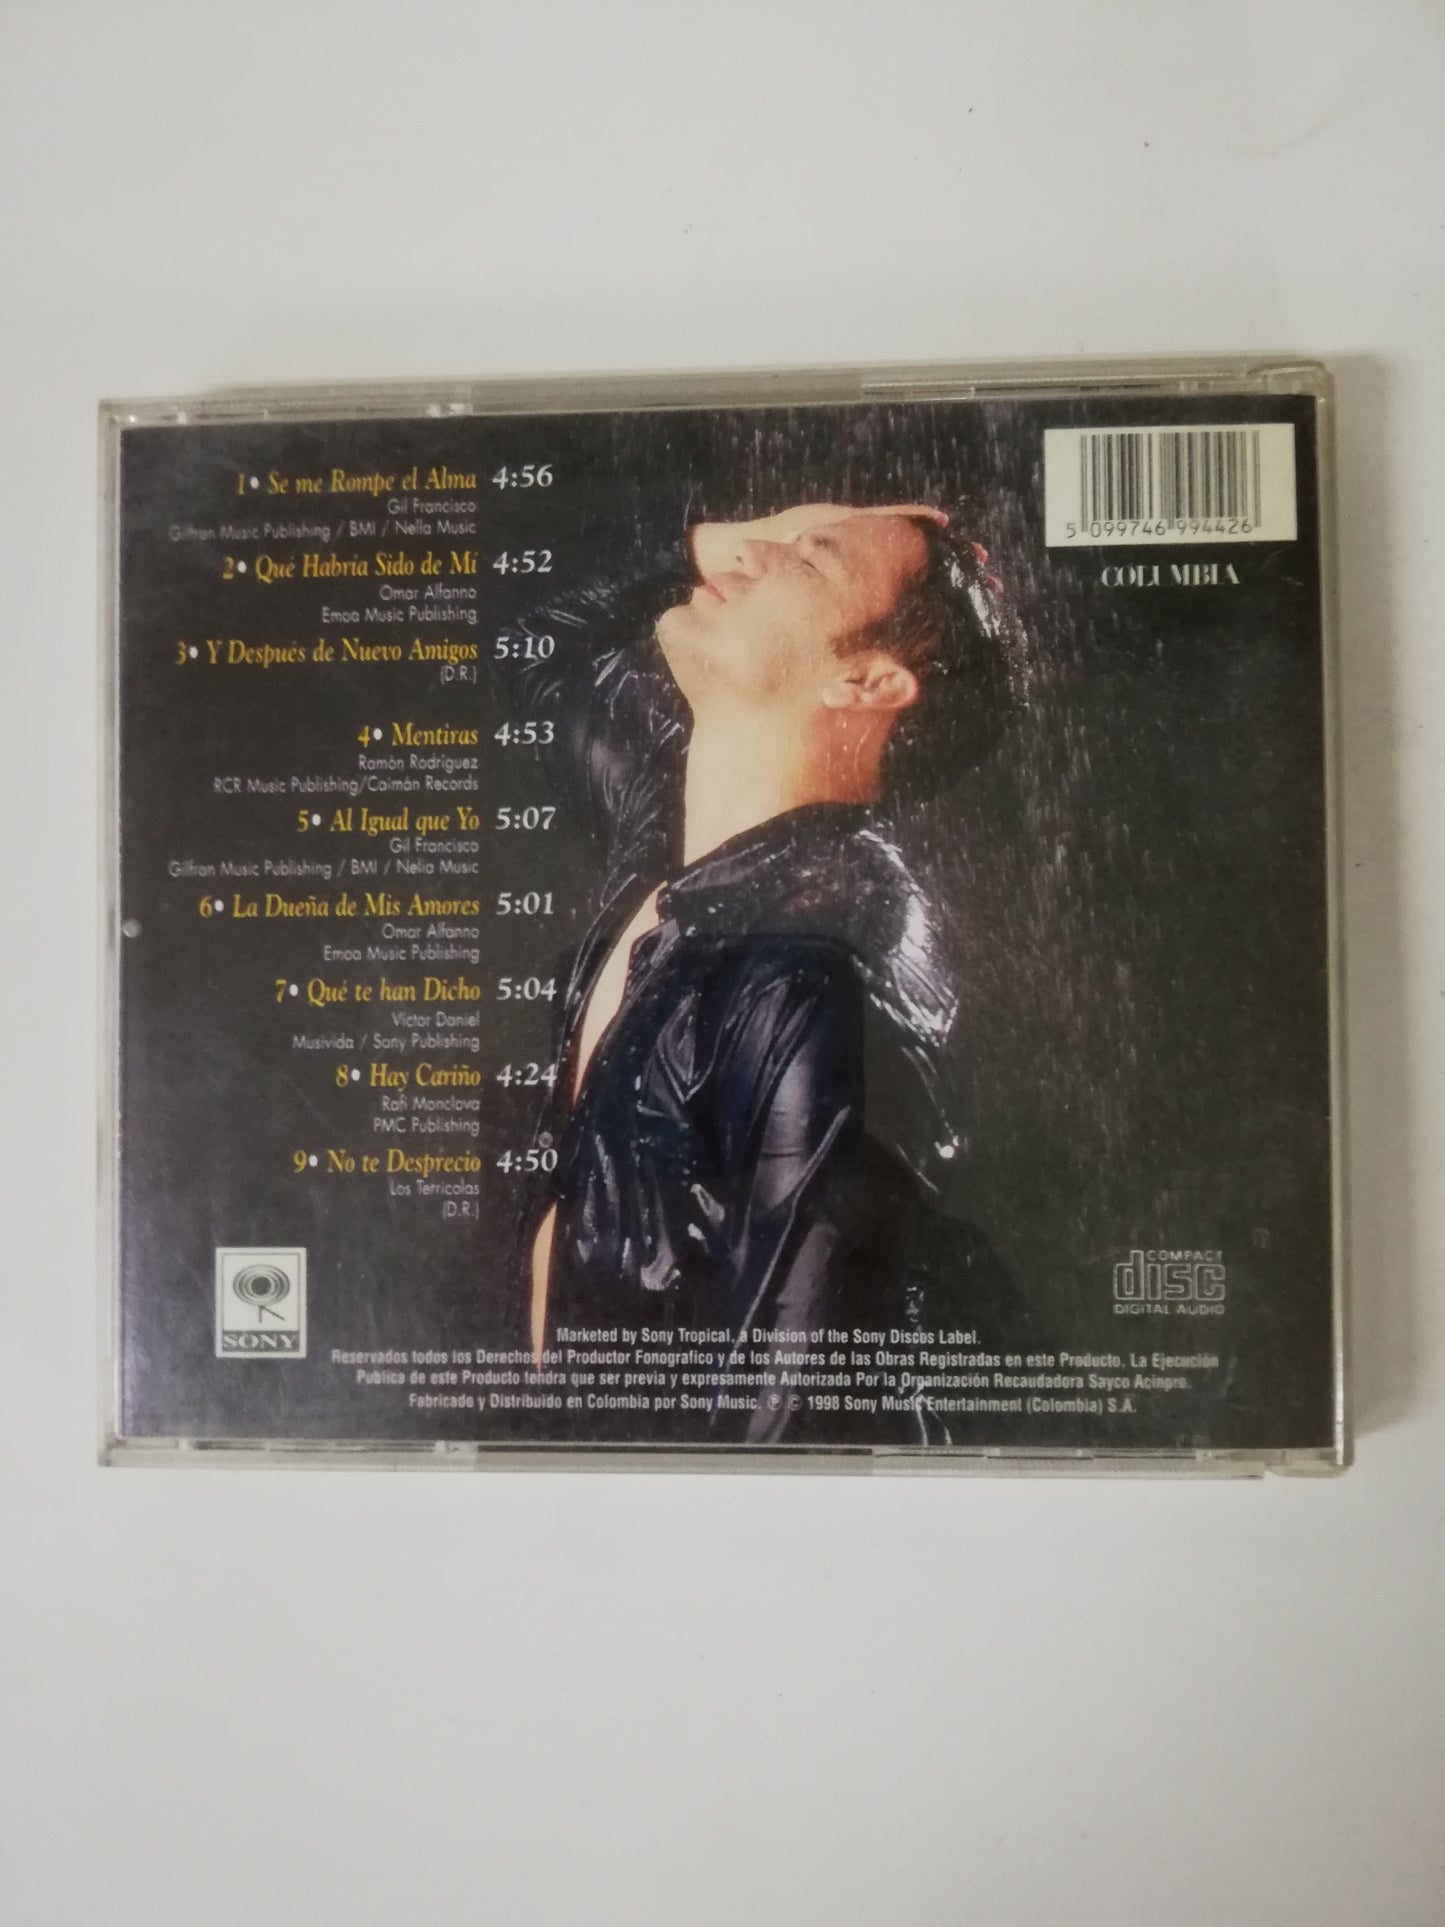 1• Se me Rompe el Alma 4:56
Gil Francisco
Gilfran Music Publishing / BMI / Nelia Music
2• Qué Habría Sido de Mí 4:52
Omar Alfanno
Emoa Music Publishing
3• Y Después de Nuevo Amigos 5:10
(D.R.)
4• Mentiras 4:53
Ramón Rodríguez
RCR Music Publishing/Caimán Records
5• Al Igual que Yo 5:07
Gil Francisco
Gilfran Music Publishing / BMI / Nelia Music
6• La Dueña de Mis Amores 5:01
Omar Alfanno
Emoa Music Publishing
7• Qué te han Dicho 5:04
Victor Daniel
Musivida / Sony Publishing
8• Hay Cariño 4:24
Rafi Monclova
PMC Publishing
9• No te Desprecio 4:50
Los Terricolas
(D.R.)
5 099746 994426
COLUMBIA
SONY
COMPACT
disc
DIGITAL AUDIO
Marketed by Sony Tropical, a Division of the Sony Discos Label.
Reservados todos los Derechos del Productor Fonografico y de los Autores de las Obras Registradas en este Producto. La Ejecución
Publica de este Producto tendra que ser previa y expresamente Autorizada Por la Organización Recaudadora Sayco Acinpro.
Fabricado y Distribuido en Colombia por Sony Music. ℗ © 1998 Sony Music Entertainment (Colombia) S.A.